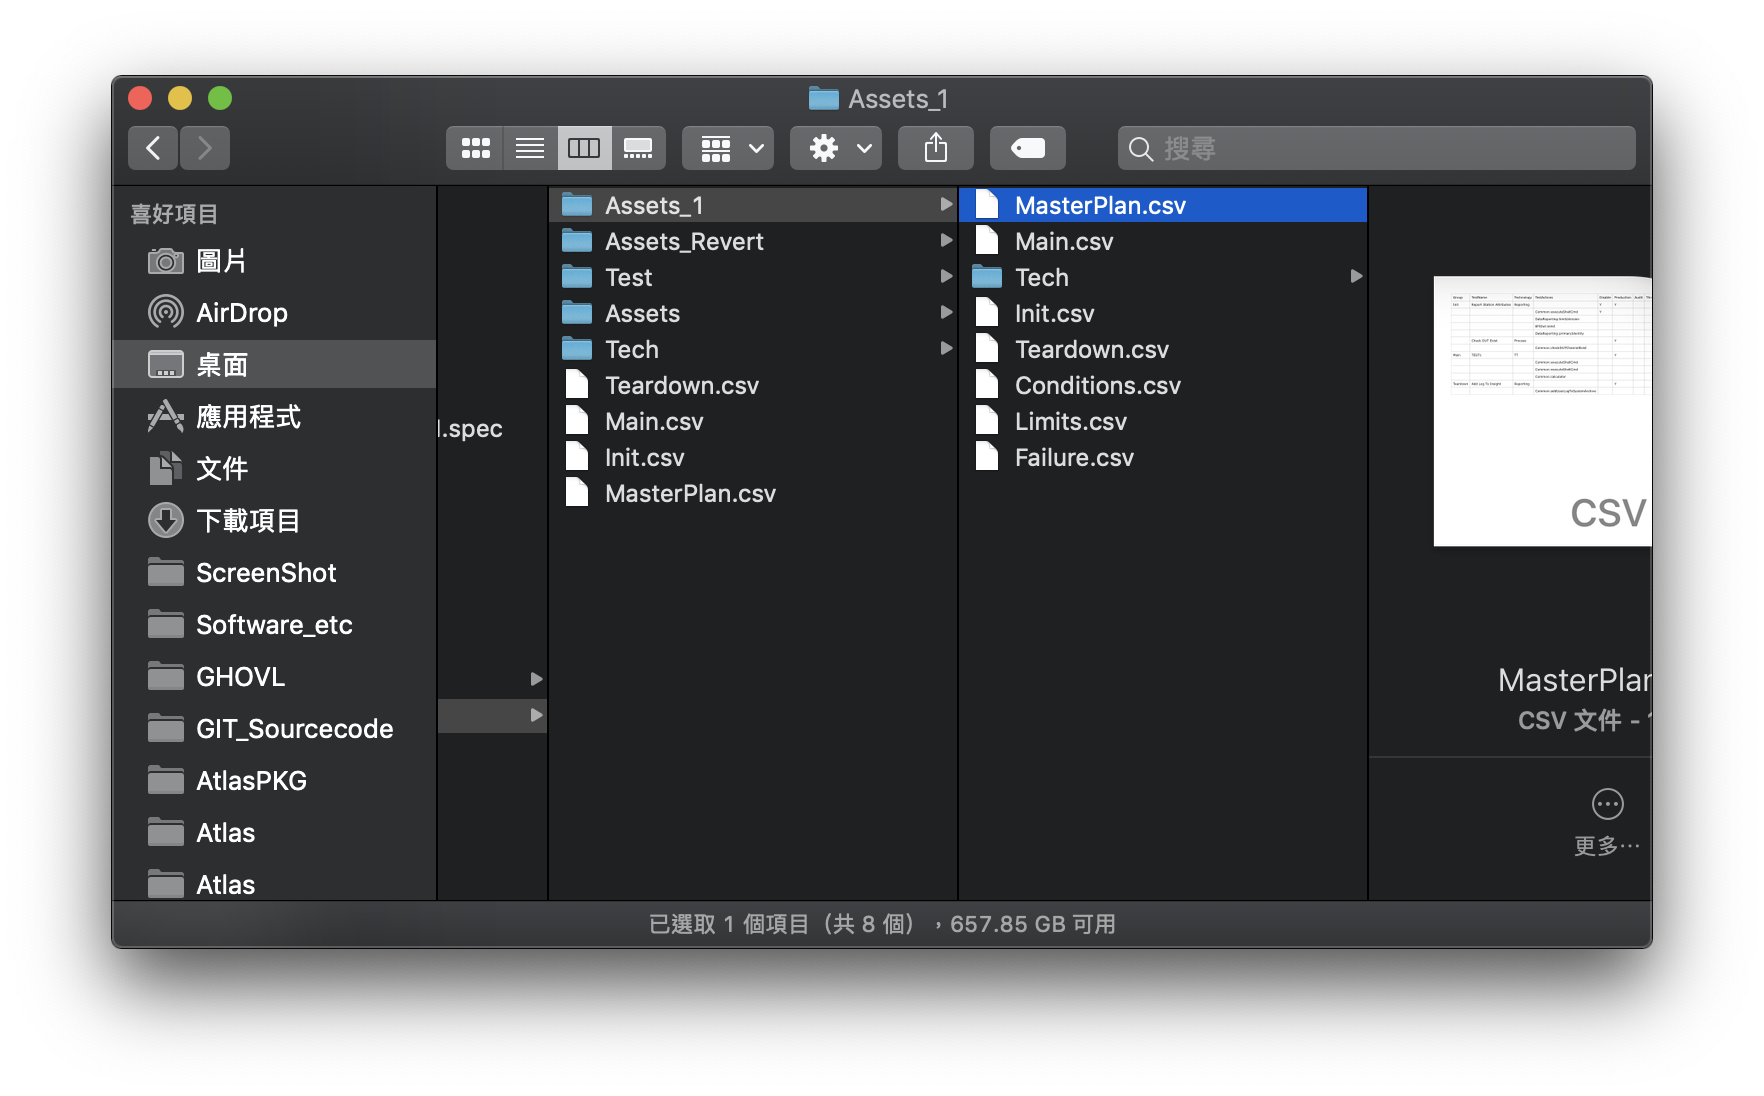 Assets_1
搜尋
喜好項目
圖片
AirDrop
桌面
應用程式
文件
下載項目
ScreenShot
Software_etc
GHOVL
GIT_Sourcecode
AtlasPKG
Atlas
Atlas
l.spec
Assets_1
Assets_Revert
Test
Assets
Tech
Teardown.csv
Main.csv
Init.csv
MasterPlan.csv
MasterPlan.csv
Main.csv
Tech
Init.csv
Teardown.csv
Conditions.csv
Limits.csv
Failure.csv
CSV
MasterPlan
CSV 文件 - 1
更多⋯
已選取 1 個項目（共 8 個），657.85 GB 可用